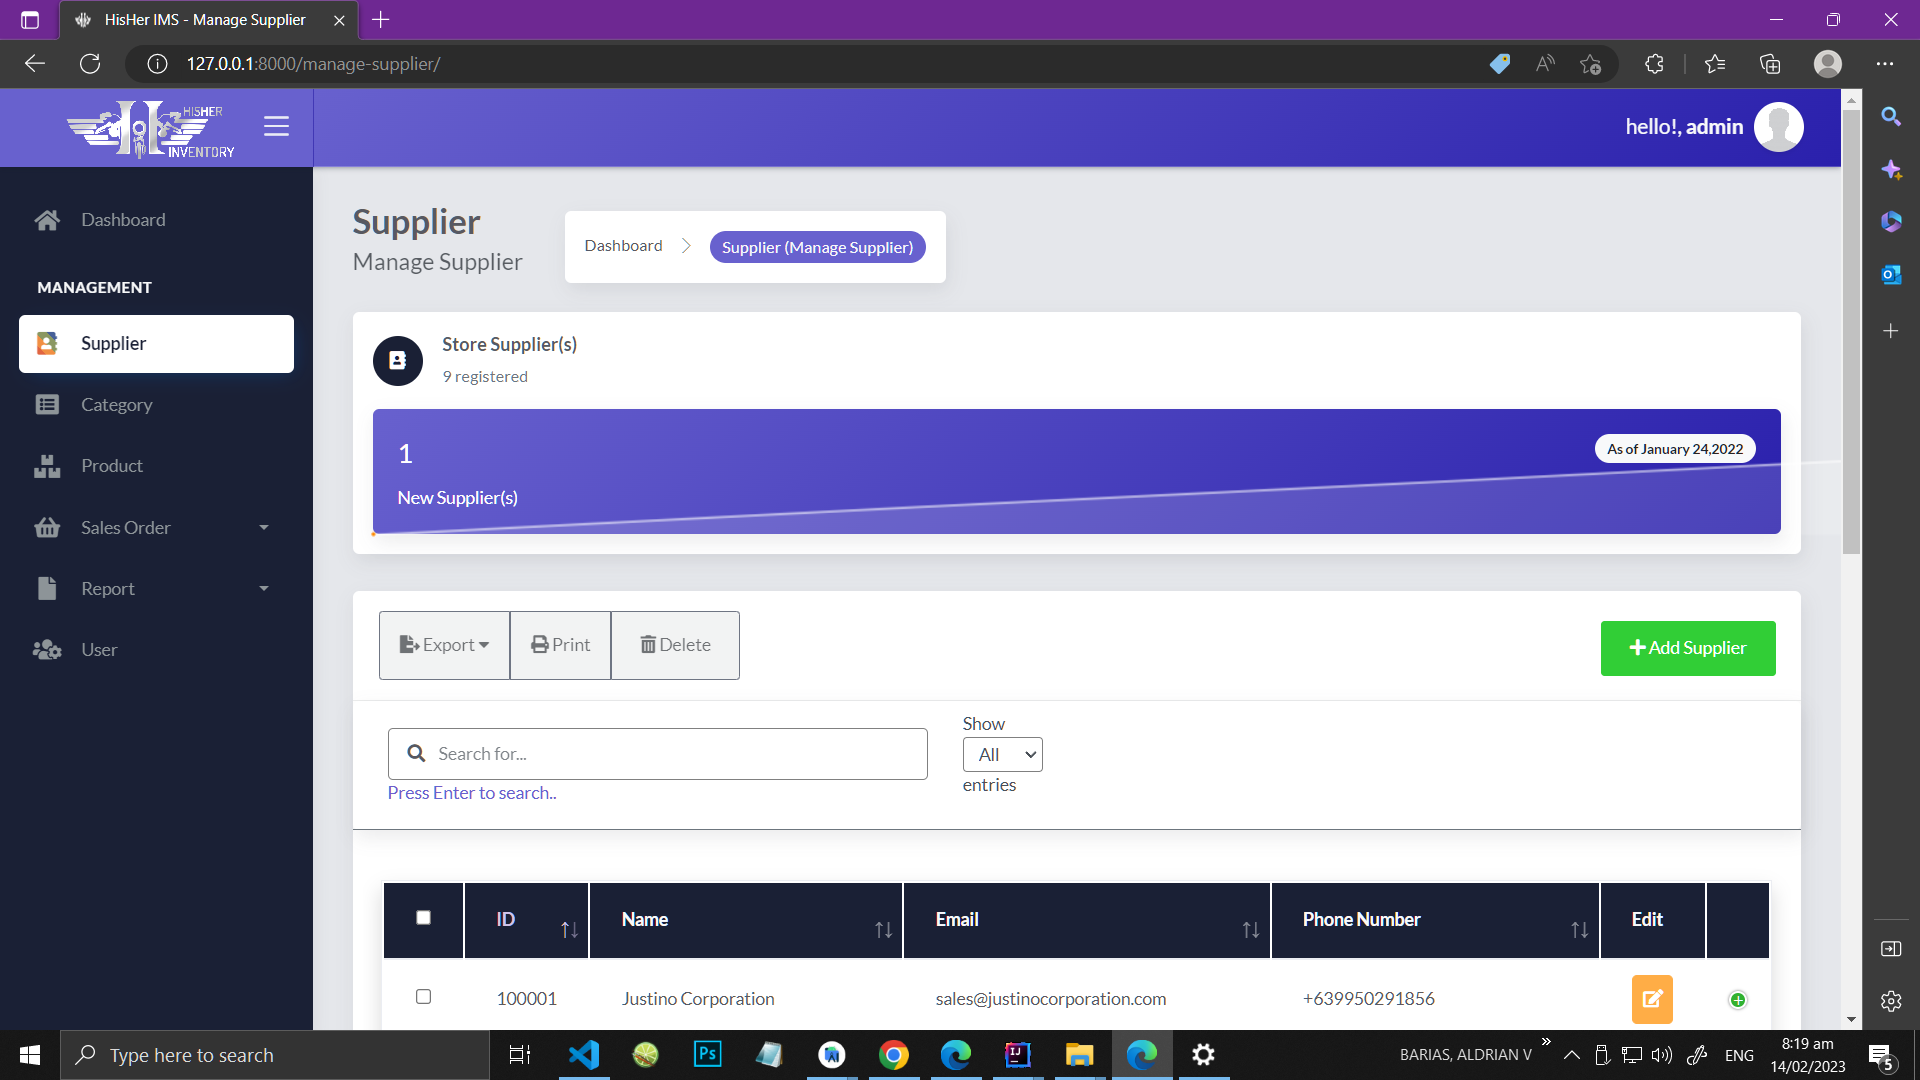 HisHer IMS - Manage Supplier
127.0.0.1:8000/manage-supplier/
HISHER
INVENTORY
hello!, admin
Dashboard
MANAGEMENT
Supplier
Category
Product
Sales Order
Report
User
Supplier
Manage Supplier
Dashboard
Supplier (Manage Supplier)
Store Supplier(s)
9 registered
1
As of January 24,2022
New Supplier(s)
Export
Print
Delete
Add Supplier
Search for...
Press Enter to search..
Show
All
entries
ID
Name
Email
Phone Number
Edit
100001
Justino Corporation
sales@justinocorporation.com
+639950291856
Type here to search
Ps
BARIAS, ALDRIAN V
ENG
8:19 am
14/02/2023
5